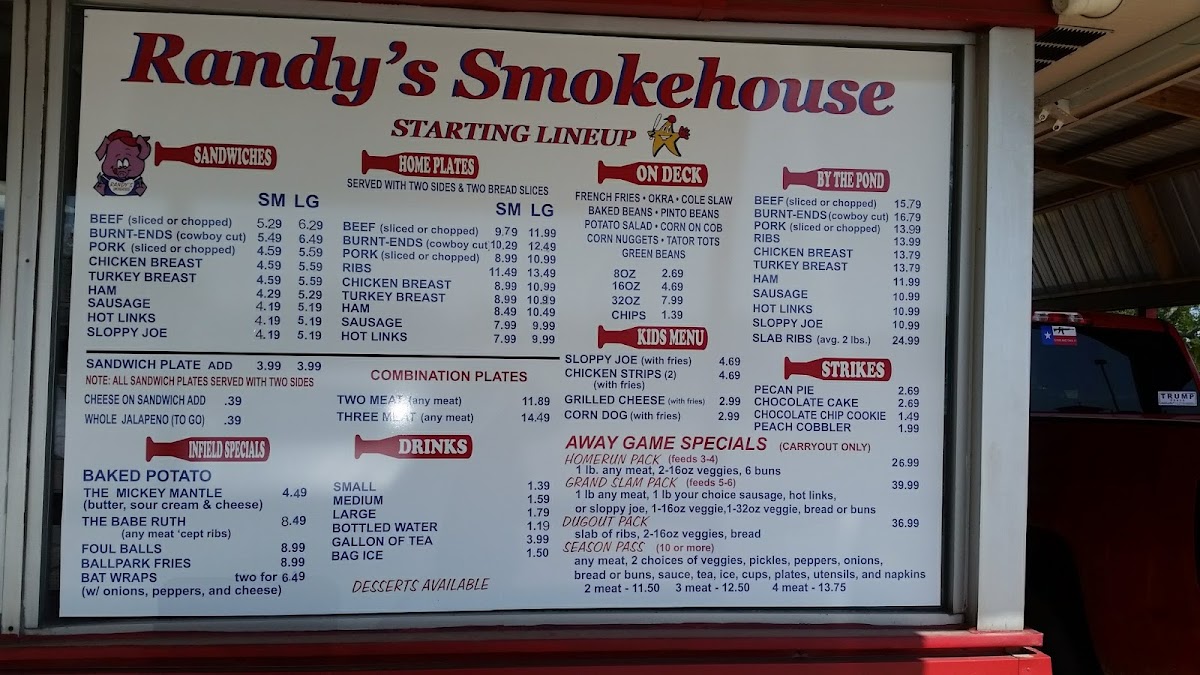 Randy's Smokehouse
STARTING LINEUP
RANDY'S
SANDWICHES
SM LG
BEEF (sliced or chopped) 5.29 6.29
BURNT-ENDS (cowboy cut) 5.49 6.49
PORK (sliced or chopped) 4.59 5.59
CHICKEN BREAST 4.59 5.59
TURKEY BREAST 4.59 5.59
HAM 4.29 5.29
SAUSAGE 4.19 5.19
HOT LINKS 4.19 5.19
SLOPPY JOE 4.19 5.19
SANDWICH PLATE ADD 3.99 3.99
NOTE: ALL SANDWICH PLATES SERVED WITH TWO SIDES
CHEESE ON SANDWICH ADD .39
WHOLE JALAPENO (TO GO) .39
HOME PLATES
SERVED WITH TWO SIDES & TWO BREAD SLICES
SM LG
BEEF (sliced or chopped) 9.79 11.99
BURNT-ENDS (cowboy cut) 10.29 12.49
PORK (sliced or chopped) 8.99 10.99
RIBS 11.49 13.49
CHICKEN BREAST 8.99 10.99
TURKEY BREAST 8.99 10.99
HAM 8.49 10.49
SAUSAGE 7.99 9.99
HOT LINKS 7.99 9.99
COMBINATION PLATES
TWO MEAT (any meat) 11.89
THREE MEAT (any meat) 14.49
ON DECK
FRENCH FRIES • OKRA • COLE SLAW
BAKED BEANS • PINTO BEANS
POTATO SALAD • CORN ON COB
CORN NUGGETS • TATOR TOTS
GREEN BEANS
8OZ 2.69
16OZ 4.69
32OZ 7.99
CHIPS 1.39
KIDS MENU
SLOPPY JOE (with fries) 4.69
CHICKEN STRIPS (2) 4.69
(with fries)
GRILLED CHEESE (with fries) 2.99
CORN DOG (with fries) 2.99
BY THE POND
BEEF (sliced or chopped) 15.79
BURNT-ENDS (cowboy cut) 16.79
PORK (sliced or chopped) 13.99
RIBS 13.99
CHICKEN BREAST 13.79
TURKEY BREAST 13.79
HAM 11.99
SAUSAGE 10.99
HOT LINKS 10.99
SLOPPY JOE 10.99
SLAB RIBS (avg. 2 lbs.) 24.99
STRIKES
PECAN PIE 2.69
CHOCOLATE CAKE 2.69
CHOCOLATE CHIP COOKIE 1.49
PEACH COBBLER 1.99
INFIELD SPECIALS
BAKED POTATO
THE MICKEY MANTLE 4.49
(butter, sour cream & cheese)
THE BABE RUTH 8.49
(any meat 'cept ribs)
FOUL BALLS 8.99
BALLPARK FRIES 8.99
BAT WRAPS two for 6.49
(w/ onions, peppers, and cheese)
DRINKS
SMALL 1.39
MEDIUM 1.59
LARGE 1.79
BOTTLED WATER 1.19
GALLON OF TEA 3.99
BAG ICE 1.50
DESSERTS AVAILABLE
AWAY GAME SPECIALS (CARRYOUT ONLY)
HOMERUN PACK (feeds 3-4) 26.99
1 lb. any meat, 2-16oz veggies, 6 buns
GRAND SLAM PACK (feeds 5-6) 39.99
1 lb any meat, 1 lb your choice sausage, hot links,
or sloppy joe, 1-16oz veggie,1-32oz veggie, bread or buns
DUGOUT PACK 36.99
slab of ribs, 2-16oz veggies, bread
SEASON PASS (10 or more)
any meat, 2 choices of veggies, pickles, peppers, onions,
bread or buns, sauce, tea, ice, cups, plates, utensils, and napkins
2 meat - 11.50 3 meat - 12.50 4 meat - 13.75
TRUMP